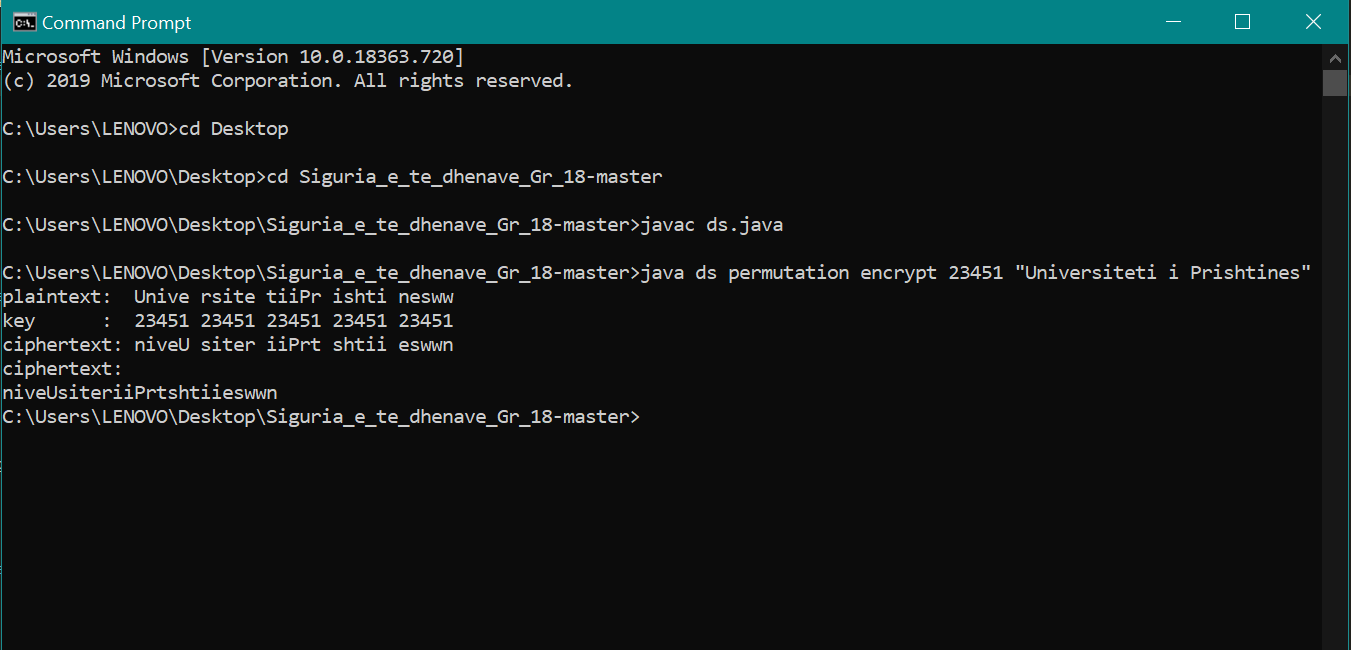 Command Prompt
Microsoft Windows [Version 10.0.18363.720]
(c) 2019 Microsoft Corporation. All rights reserved.
C:\Users\LENOVO>cd Desktop
C:\Users\LENOVO\Desktop>cd Siguria_e_te_dhenave_Gr_18-master
C:\Users\LENOVO\Desktop\Siguria_e_te_dhenave_Gr_18-master>javac ds.java
C:\Users\LENOVO\Desktop\Siguria_e_te_dhenave_Gr_18-master>java ds permutation encrypt 23451 "Universiteti i Prishtines"
plaintext:  Unive rsite tiiPr ishti nesww
key      :  23451 23451 23451 23451 23451
ciphertext: niveU siter iiPrt shtii eswwn
ciphertext:
niveUsiteriiPrtshtiieswwn
C:\Users\LENOVO\Desktop\Siguria_e_te_dhenave_Gr_18-master>